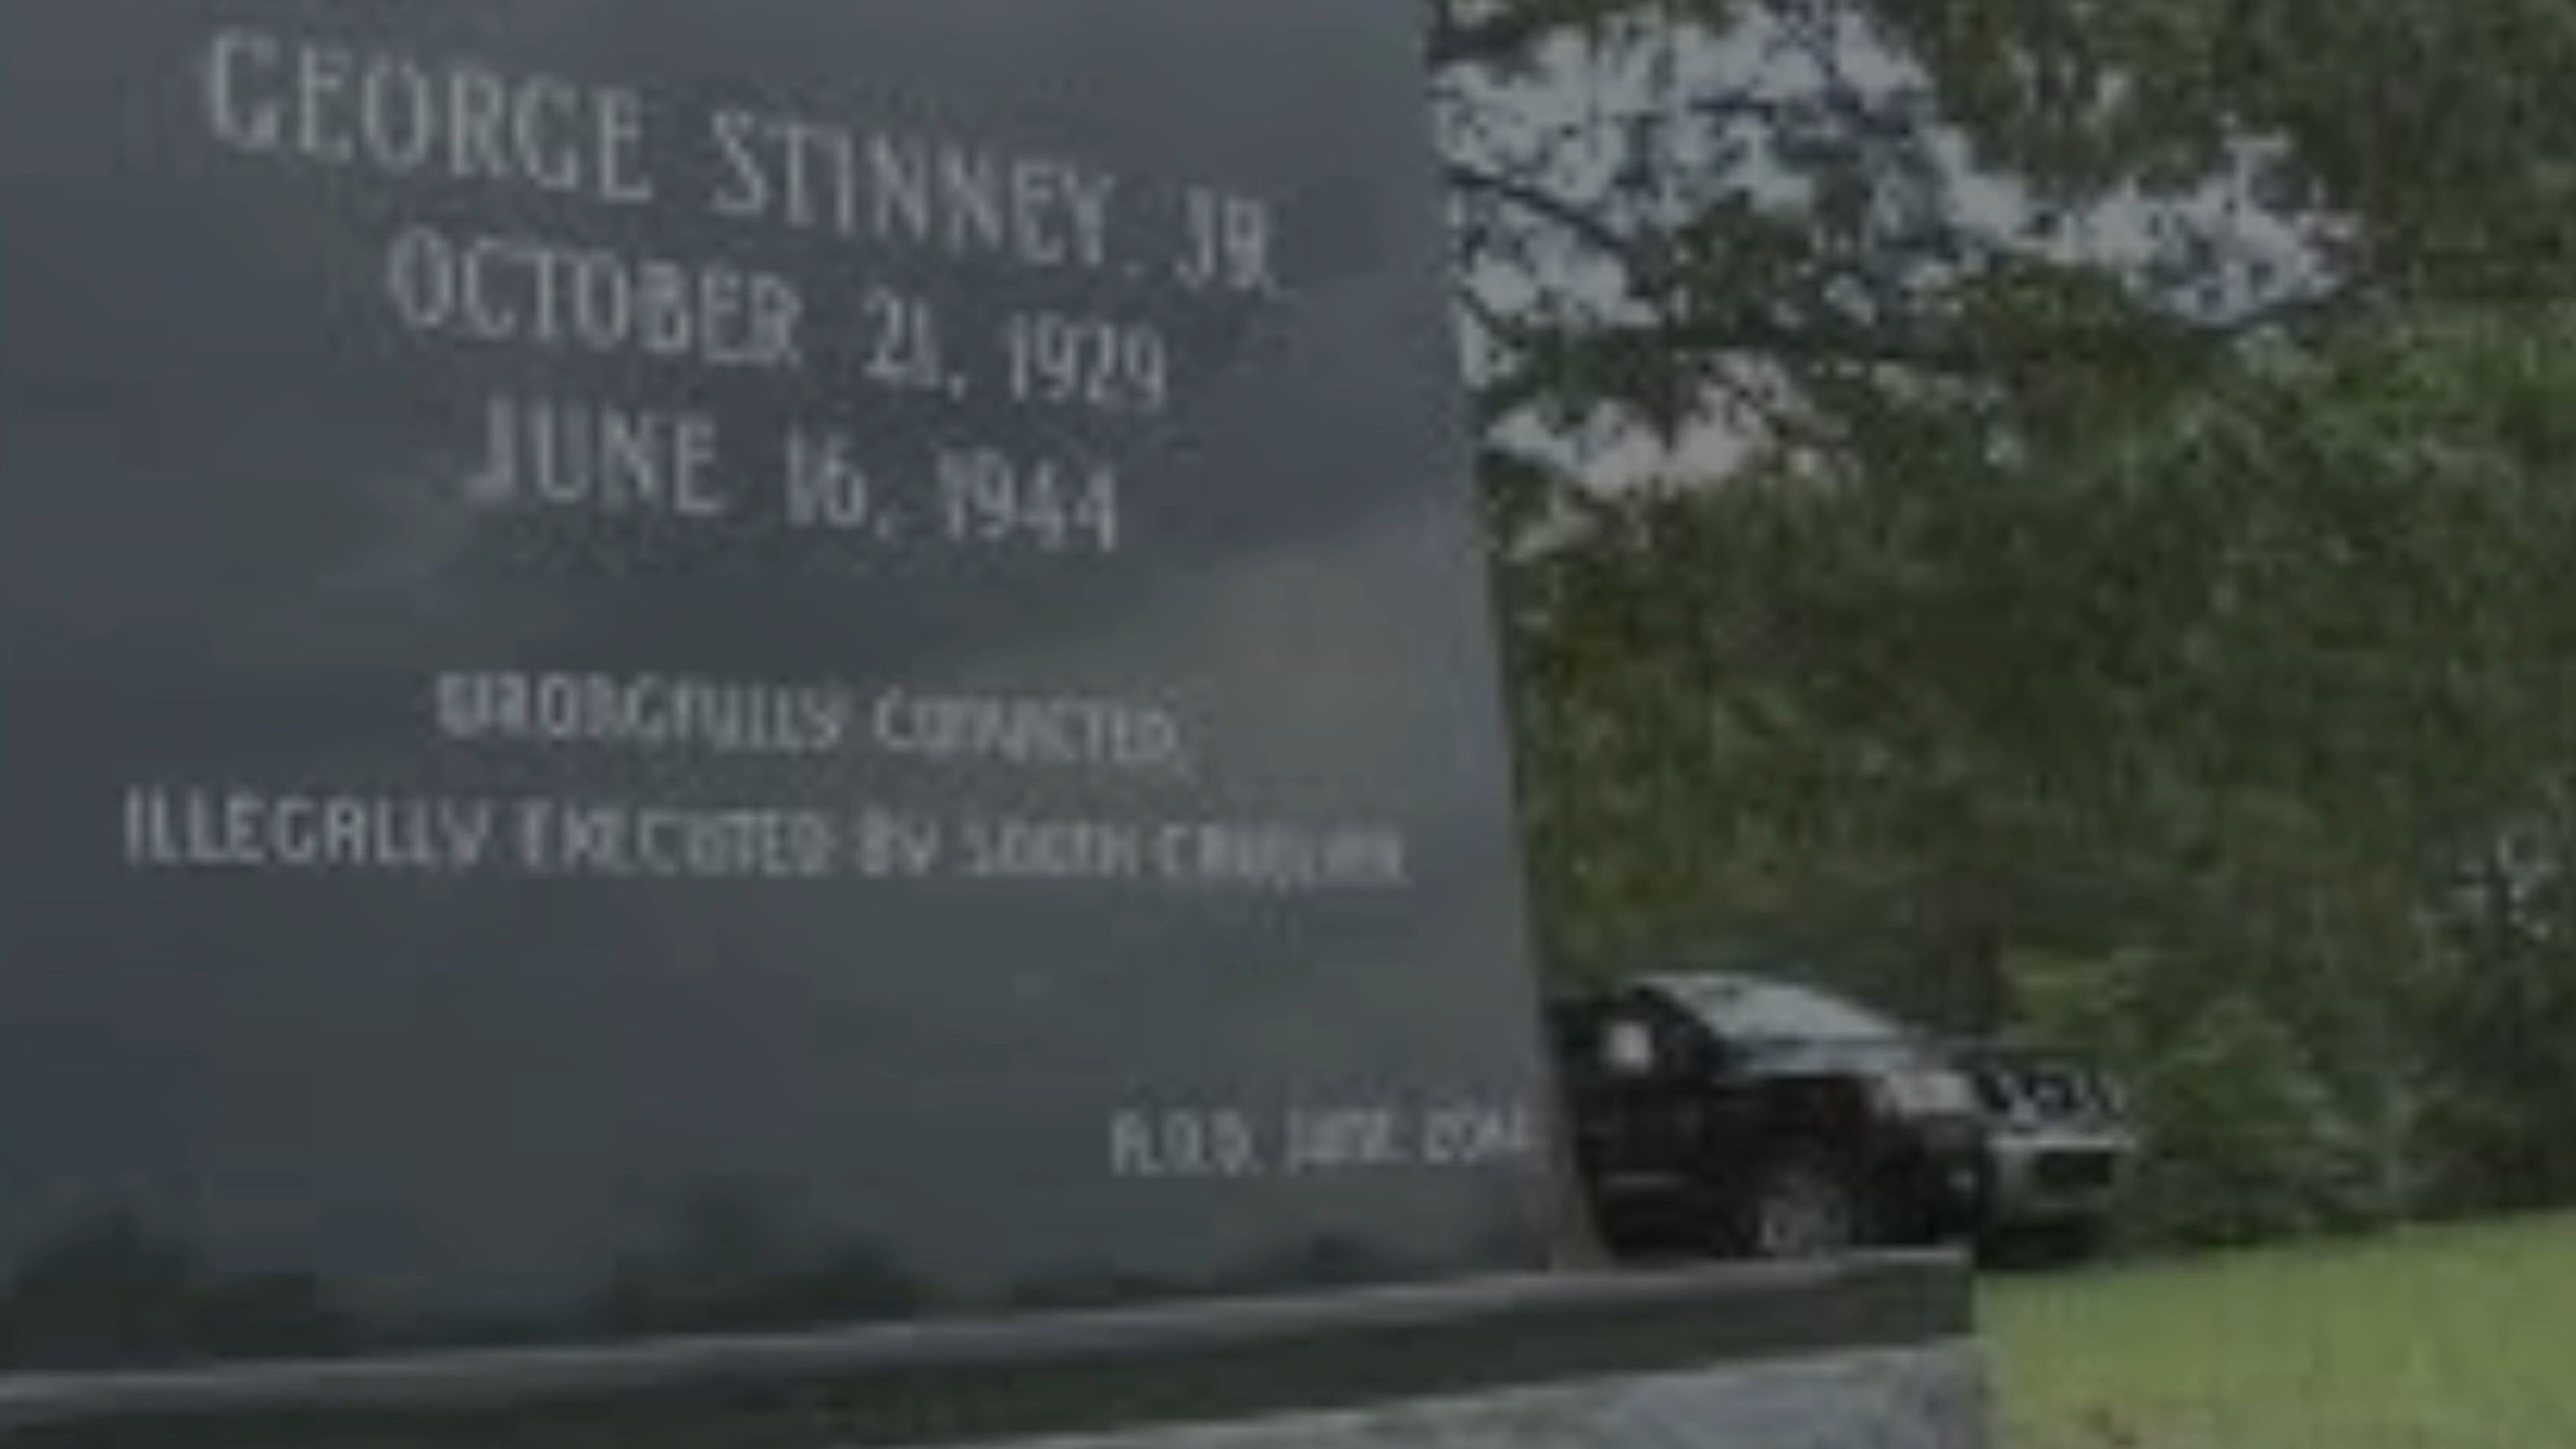 GEORGE STINNEY. JR.
OCTOBER 21, 1929
JUNE 16, 1944
WRONGFULLY CONVICTED,
ILLEGALLY EXECUTED BY SOUTH CAROLINA